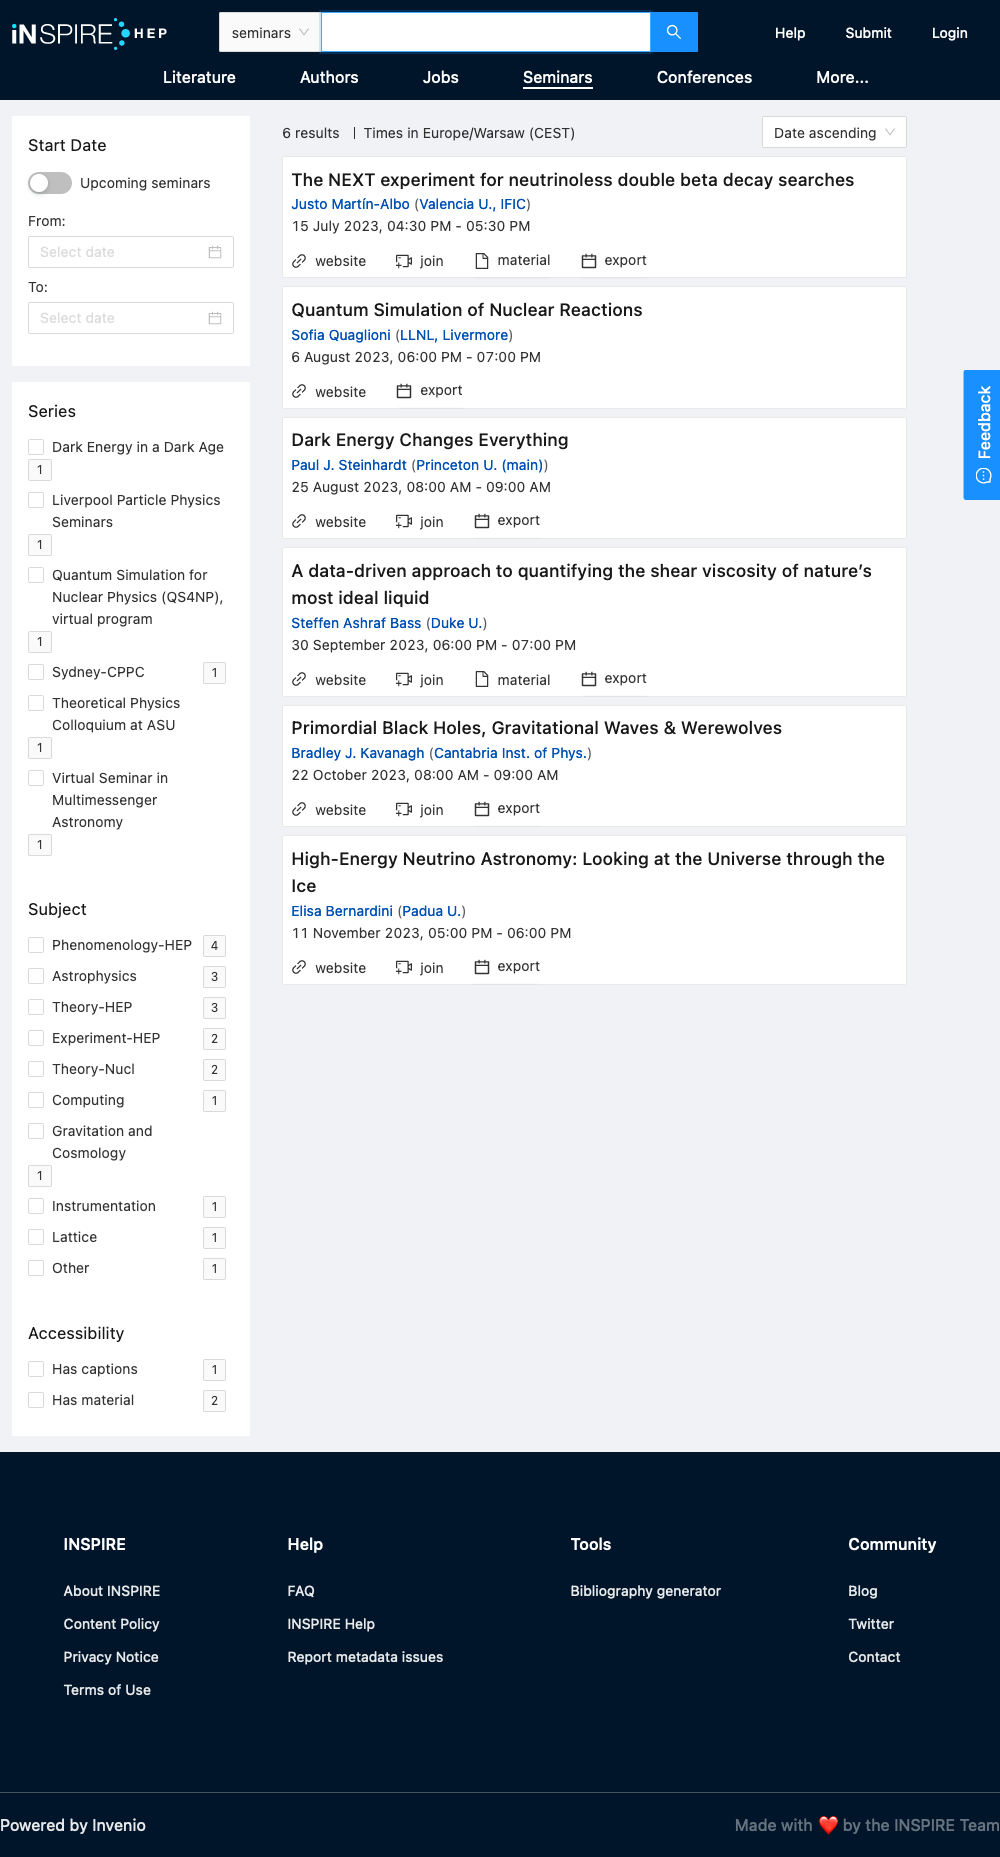 iNSPIRE HEP
seminars
Help
Submit
Login
Literature
Authors
Jobs
Seminars
Conferences
More...
Start Date
Upcoming seminars
From:
Select date
To:
Select date
Series
Dark Energy in a Dark Age
1
Liverpool Particle Physics
Seminars
1
Quantum Simulation for
Nuclear Physics (QS4NP),
virtual program
1
Sydney-CPPC 1
Theoretical Physics
Colloquium at ASU
1
Virtual Seminar in
Multimessenger
Astronomy
1
Subject
Phenomenology-HEP 4
Astrophysics 3
Theory-HEP 3
Experiment-HEP 2
Theory-Nucl 2
Computing 1
Gravitation and
Cosmology
1
Instrumentation 1
Lattice 1
Other 1
Accessibility
Has captions 1
Has material 2
6 results | Times in Europe/Warsaw (CEST)
Date ascending
The NEXT experiment for neutrinoless double beta decay searches
Justo Martín-Albo (Valencia U., IFIC)
15 July 2023, 04:30 PM - 05:30 PM
website join material export
Quantum Simulation of Nuclear Reactions
Sofia Quaglioni (LLNL, Livermore)
6 August 2023, 06:00 PM - 07:00 PM
website export
Dark Energy Changes Everything
Paul J. Steinhardt (Princeton U. (main))
25 August 2023, 08:00 AM - 09:00 AM
website join export
A data-driven approach to quantifying the shear viscosity of nature's
most ideal liquid
Steffen Ashraf Bass (Duke U.)
30 September 2023, 06:00 PM - 07:00 PM
website join material export
Primordial Black Holes, Gravitational Waves & Werewolves
Bradley J. Kavanagh (Cantabria Inst. of Phys.)
22 October 2023, 08:00 AM - 09:00 AM
website join export
High-Energy Neutrino Astronomy: Looking at the Universe through the
Ice
Elisa Bernardini (Padua U.)
11 November 2023, 05:00 PM - 06:00 PM
website join export
Feedback
INSPIRE
About INSPIRE
Content Policy
Privacy Notice
Terms of Use
Help
FAQ
INSPIRE Help
Report metadata issues
Tools
Bibliography generator
Community
Blog
Twitter
Contact
Powered by Invenio
Made with ❤️ by the INSPIRE Team